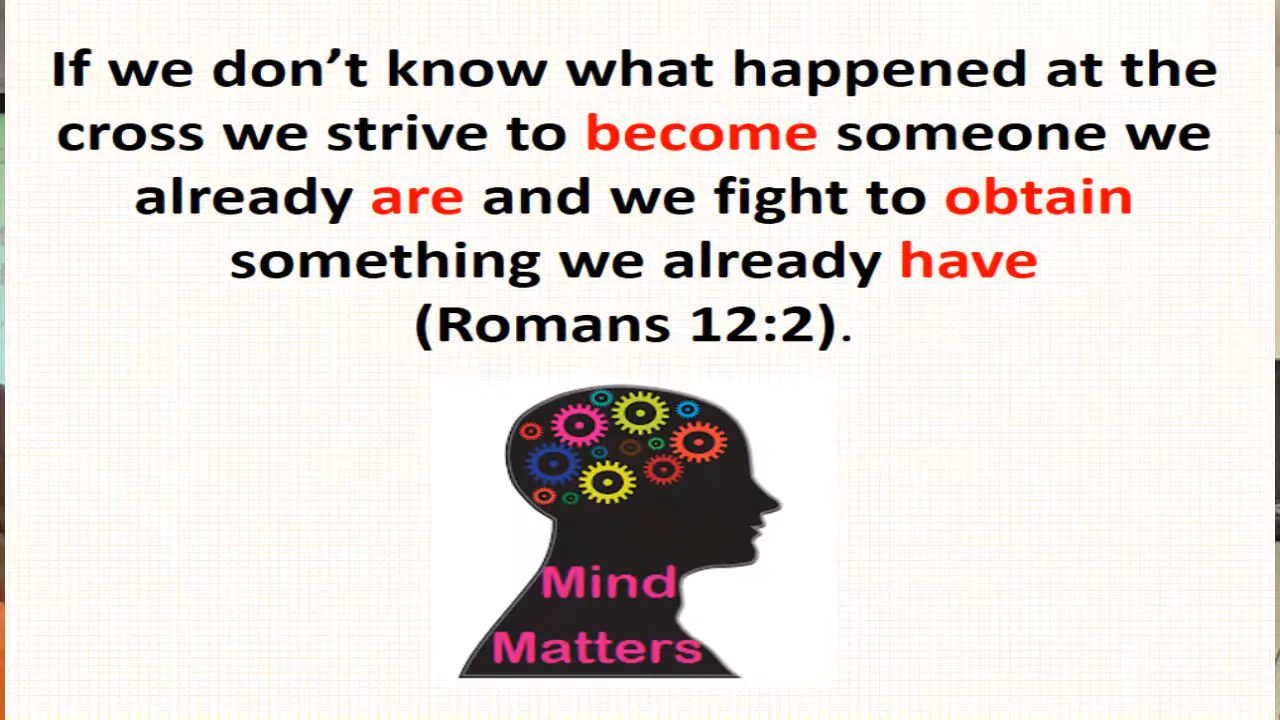 If we don’t know what happened at the
cross we strive to become someone we
already are and we fight to obtain
something we already have
(Romans 12:2).
Mind
Matters